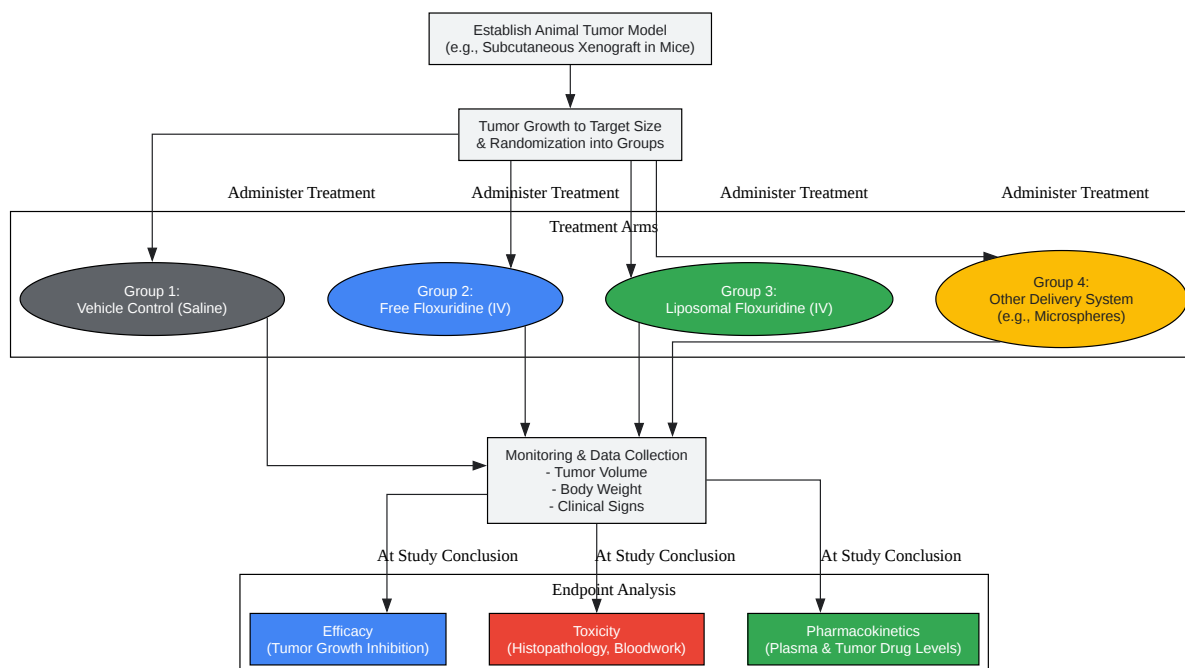 Establish Animal Tumor Model
(e.g., Subcutaneous Xenograft in Mice)
Tumor Growth to Target Size
& Randomization into Groups
Administer Treatment
Administer Treatment
Administer Treatment
Administer Treatment
Treatment Arms
Group 1:
Vehicle Control (Saline)
Group 2:
Free Floxuridine (IV)
Group 3:
Liposomal Floxuridine (IV)
Group 4:
Other Delivery System
(e.g., Microspheres)
Monitoring & Data Collection
- Tumor Volume
- Body Weight
- Clinical Signs
At Study Conclusion
At Study Conclusion
At Study Conclusion
Endpoint Analysis
Efficacy
(Tumor Growth Inhibition)
Toxicity
(Histopathology, Bloodwork)
Pharmacokinetics
(Plasma & Tumor Drug Levels)